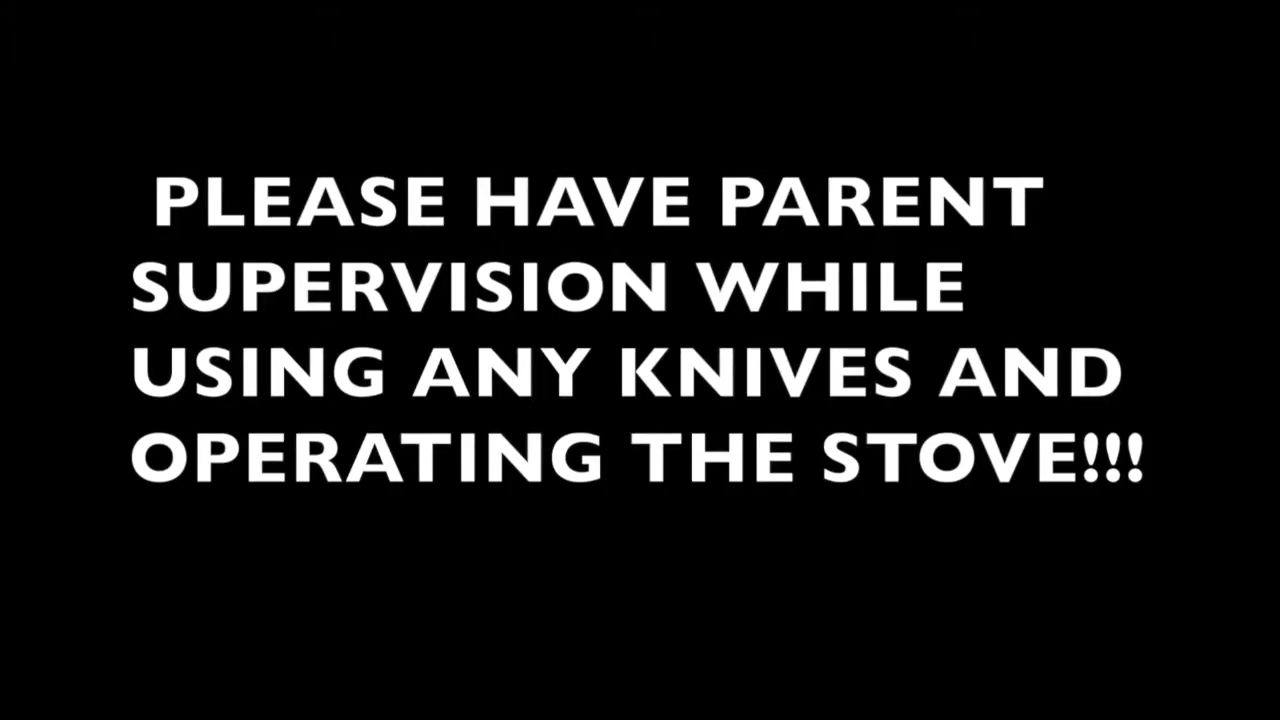 PLEASE HAVE PARENT
SUPERVISION WHILE
USING ANY KNIVES AND
OPERATING THE STOVE!!!